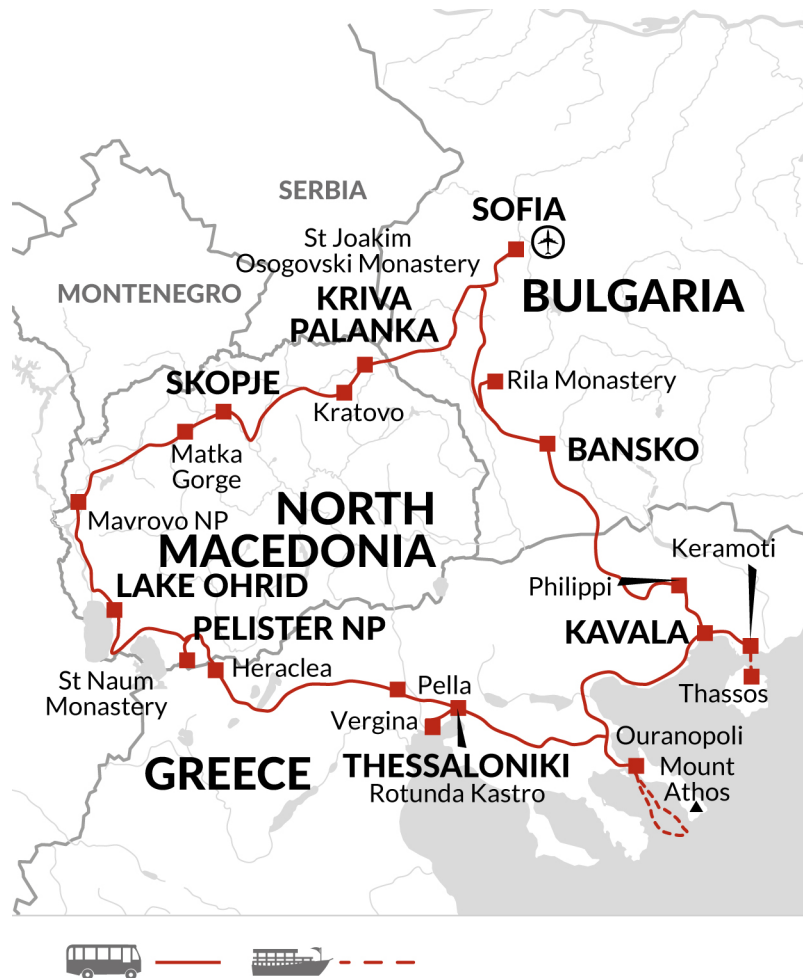 SERBIA
SOFIA
St Joakim
Osogovski Monastery
MONTENEGRO
BULGARIA
KRIVA
PALANKA
SKOPJE
Rila Monastery
Kratovo
BANSKO
Matka
Gorge
NORTH
MACEDONIA
Mavrovo NP
Keramoti
LAKE OHRID
Philippi
PELISTER NP
KAVALA
Heraclea
St Naum
Monastery
Pella
Thassos
Vergina
Ouranopoli
GREECE
THESSALONIKI
Rotunda Kastro
Mount
Athos